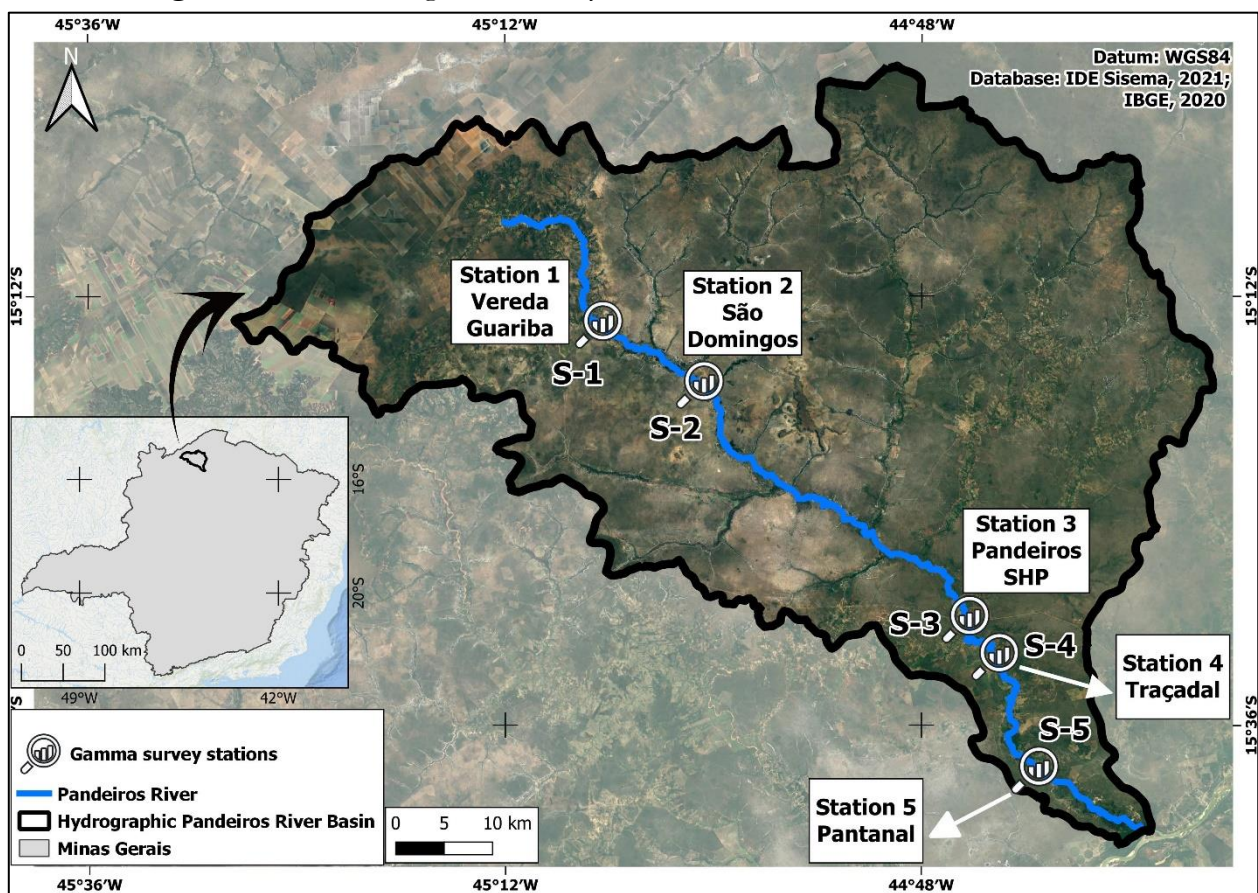 45°36'W
45°12'W
44°48'W
N
Datum: WGS84
Database: IDE Sisema, 2021;
IBGE, 2020
15°12'S
15°12'S
Station 1
Vereda
Guariba
Station 2
São
Domingos
S-1
S-2
Station 3
Pandeiros
SHP
S-3
S-4
Station 4
Traçadal
S-5
Station 5
Pantanal
16°S
20°S
0 50 100 km
49°W
42°W
15°36'S
Gamma survey stations
Pandeiros River
Hydrographic Pandeiros River Basin
Minas Gerais
0 5 10 km
45°36'W
45°12'W
44°48'W